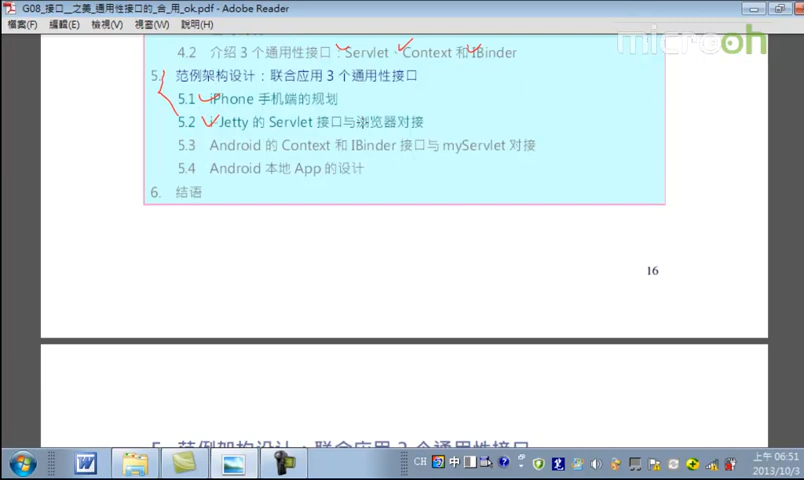 G08_接口__之美_通用性接口的_合_用_ok.pdf - Adobe Reader
檔案(F) 編輯(E) 檢視(V) 視窗(W) 說明(H)
microoh
4.2 介绍 3 个通用性接口：Servlet、Context 和 IBinder
5. 范例架构设计：联合应用 3 个通用性接口
5.1 iPhone 手机端的规划
5.2 i-Jetty 的 Servlet 接口与浏览器对接
5.3 Android 的 Context 和 IBinder 接口与 myServlet 对接
5.4 Android 本地 App 的设计
6. 结语
16
5. 范例架构设计：联合应用 3 个通用性接口
CH 中
上午 06:51
2013/10/3